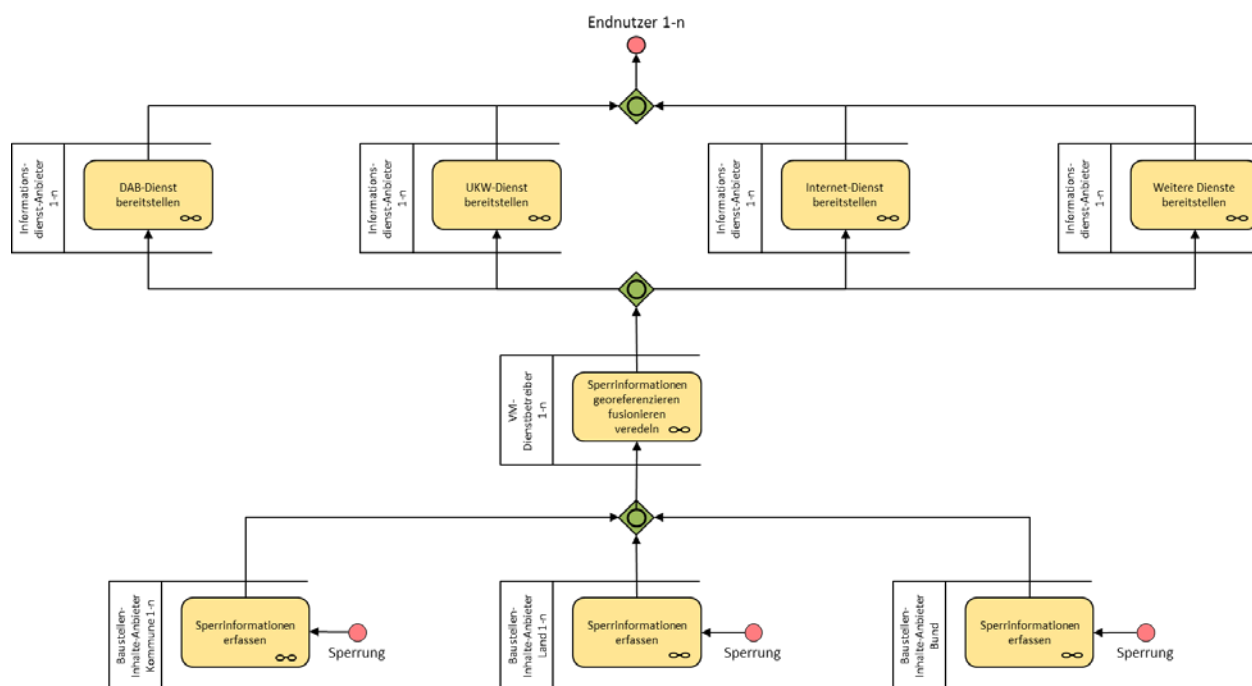 Endnutzer 1-n
Informations-
dienst-Anbieter
1-n
DAB-Dienst
bereitstellen
Informations-
dienst-Anbieter
1-n
UKW-Dienst
bereitstellen
Informations-
dienst-Anbieter
1-n
Internet-Dienst
bereitstellen
Informations-
dienst-Anbieter
1-n
Weitere Dienste
bereitstellen
VM-
Dienstbetreiber
1-n
Sperrinformationen
georeferenzieren
fusionieren
veredeln
Baustellen-
Inhalte-Anbieter
Kommune 1-n
Sperrinformationen
erfassen
Sperrung
Baustellen-
Inhalte-Anbieter
Land 1-n
Sperrinformationen
erfassen
Sperrung
Baustellen-
Inhalte-Anbieter
Bund
Sperrinformationen
erfassen
Sperrung